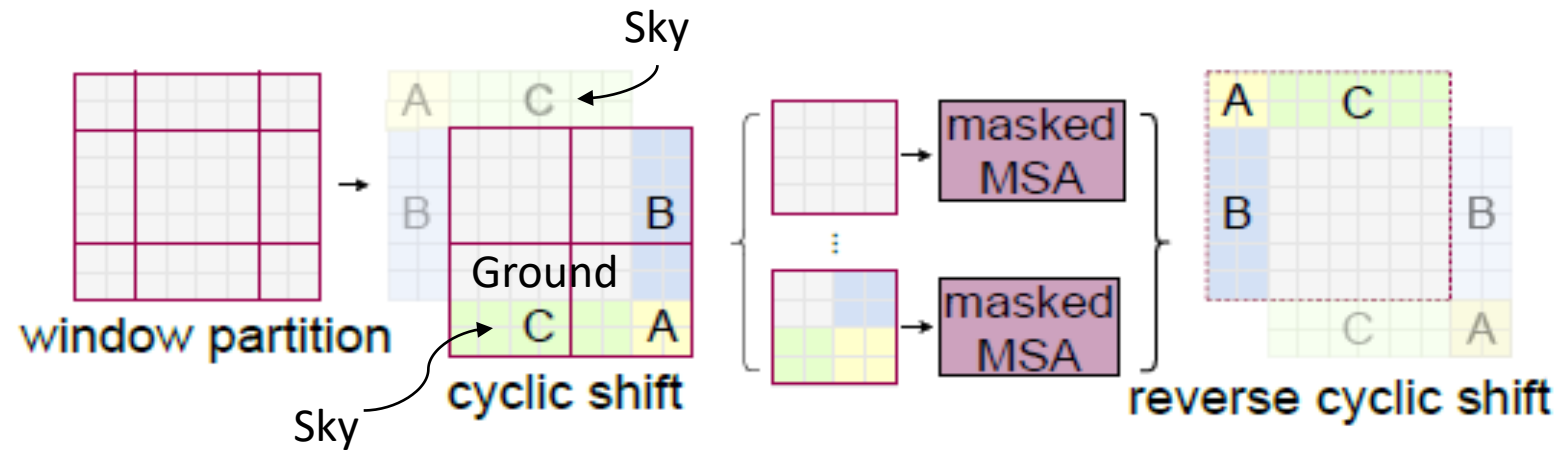 Sky
A C
B
B
Ground
C A
window partition
cyclic shift
Sky
masked
MSA
masked
MSA
A C
B
B
C A
reverse cyclic shift